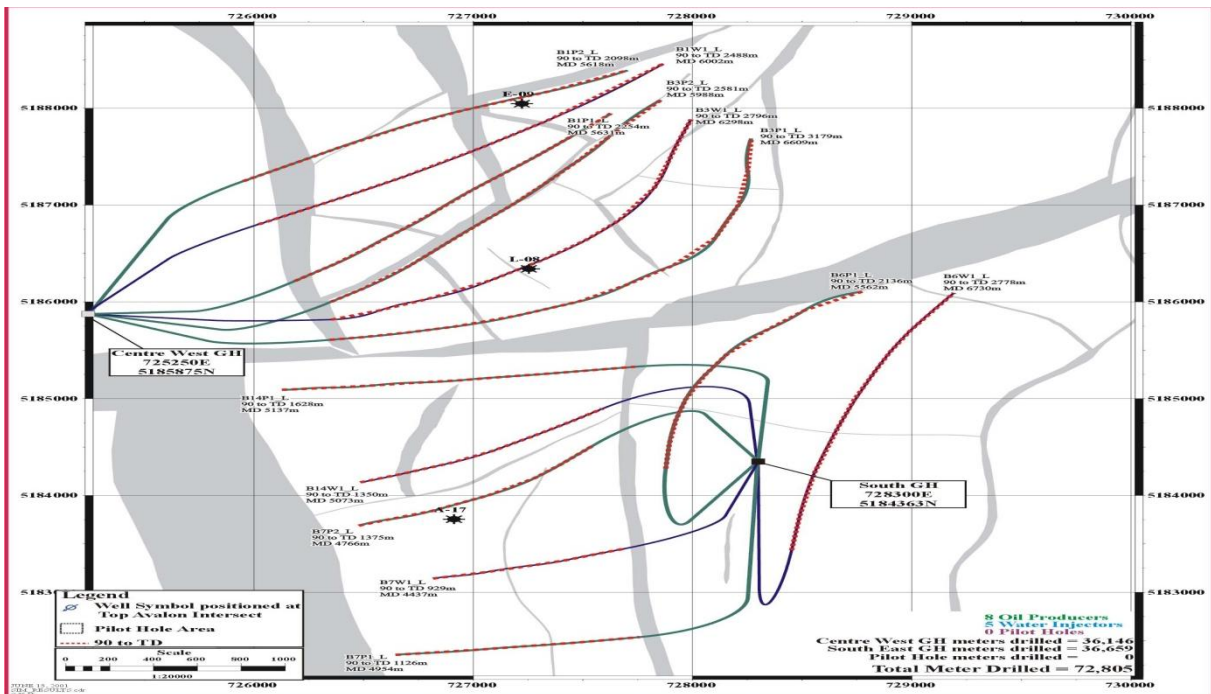 726000 727000 728000 729000 730000
B1P2_L
90 to TD 2098m
MD 5618m
B1W1_L
90 to TD 2488m
MD 6002m
E-09
B3P2_L
90 to TD 2581m
MD 5988m
5188000 5188000
B1P1_L
90 to TD 2254m
MD 5631m
B3W1_L
90 to TD 2796m
MD 6298m
B3P1_L
90 to TD 3179m
MD 6609m
5187000 5187000
L-08
B6P1_L
90 to TD 2136m
MD 5562m
B6W1_L
90 to TD 2778m
MD 6730m
5186000 5186000
Centre West GH
725250E
5185875N
B14P1_L
90 to TD 1628m
MD 5137m
5185000 5185000
B14W1_L
90 to TD 1350m
MD 5073m
South GH
728300E
5184363N
5184000 5184000
A-17
B7P2_L
90 to TD 1375m
MD 4766m
B7W1_L
90 to TD 929m
MD 4437m
5183000 5183000
Legend
Well Symbol positioned at
Top Avalon Intersect
Pilot Hole Area
90 to TD
Scale
0 200 400 600 800 1000
1:20000
B7P1_L
90 to TD 1126m
MD 4954m
8 Oil Producers
5 Water Injectors
0 Pilot Holes
Centre West GH meters drilled = 36,146
South East GH meters drilled = 36,659
Pilot Hole meters drilled = 0
Total Meter Drilled = 72,805
JUNE 15, 2001
726000 727000 728000 729000 730000